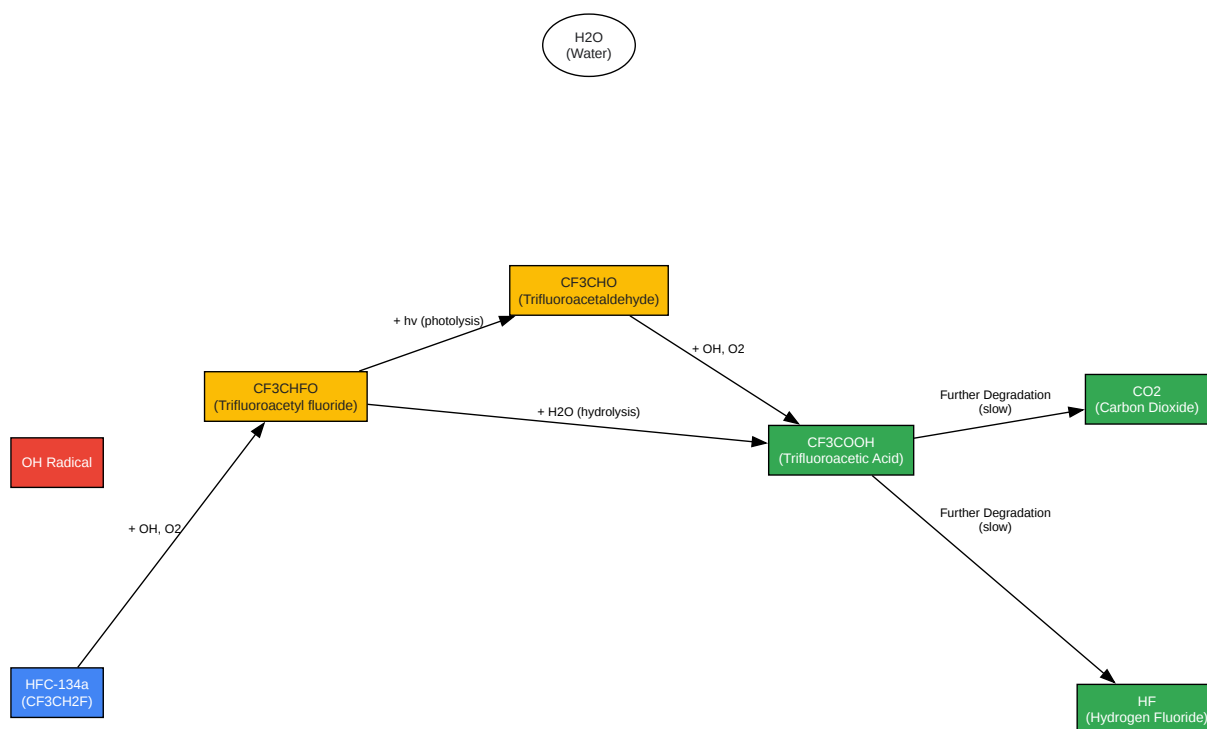 H2O
(Water)
CF3CHO
(Trifluoroacetaldehyde)
+ hv (photolysis)
+ OH, O2
CF3CHFO
(Trifluoroacetyl fluoride)
+ H2O (hydrolysis)
Further Degradation
(slow)
CO2
(Carbon Dioxide)
CF3COOH
(Trifluoroacetic Acid)
OH Radical
+ OH, O2
Further Degradation
(slow)
HFC-134a
(CF3CH2F)
HF
(Hydrogen Fluoride)